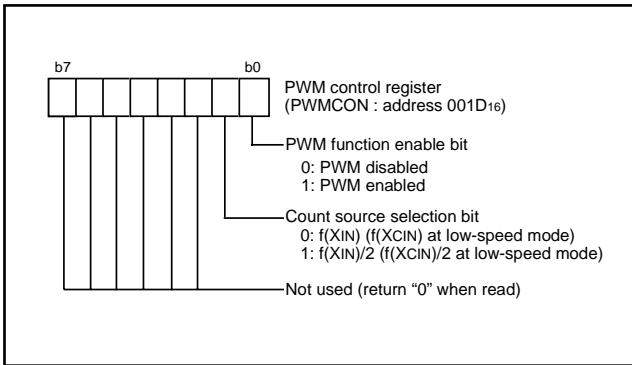 b7 b0
PWM control register
(PWMCON : address 001D16)
PWM function enable bit
0: PWM disabled
1: PWM enabled
Count source selection bit
0: f(XIN) (f(XCIN) at low-speed mode)
1: f(XIN)/2 (f(XCIN)/2 at low-speed mode)
Not used (return “0” when read)